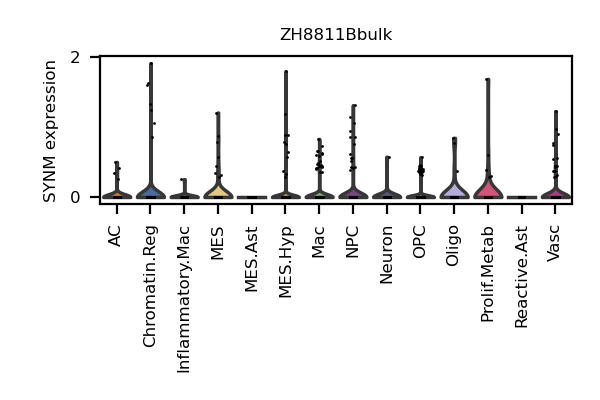 ZH8811Bbulk
SYNM expression
2
0
AC
Chromatin.Reg
Inflammatory.Mac
MES
MES.Ast
MES.Hyp
Mac
NPC
Neuron
OPC
Oligo
Prolif.Metab
Reactive.Ast
Vasc